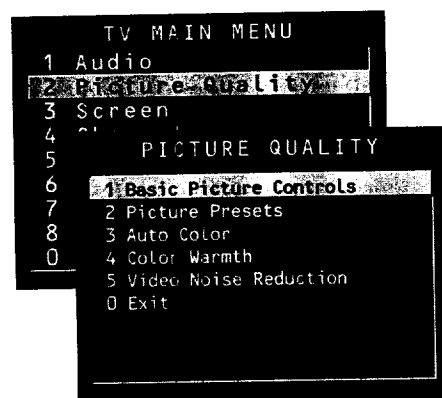 TV MAIN MENU
1 Audio
2 Picture Quality
3 Screen
4
5
6
7
8
0
PICTURE QUALITY
1 Basic Picture Controls
2 Picture Presets
3 Auto Color
4 Color Warmth
5 Video Noise Reduction
0 Exit